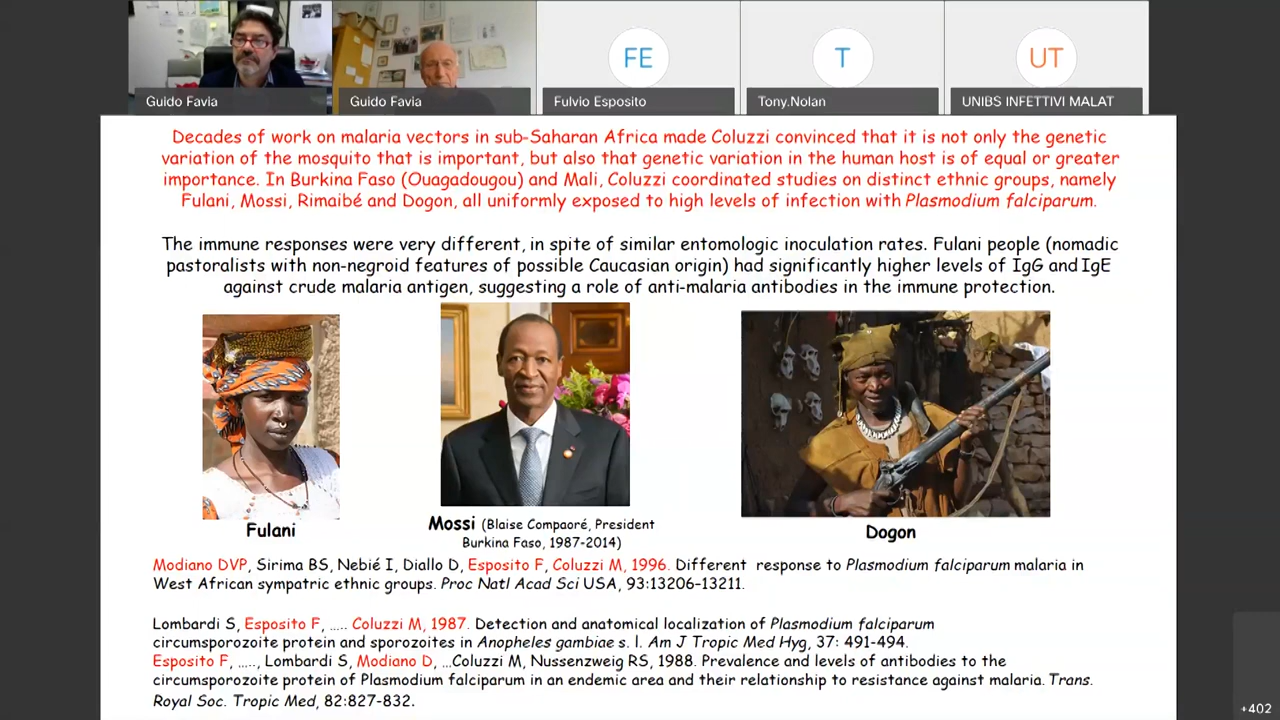 FE
T
UT
Guido Favia
Guido Favia
Fulvio Esposito
Tony.Nolan
UNIBS INFETTIVI MALAT
Decades of work on malaria vectors in sub-Saharan Africa made Coluzzi convinced that it is not only the genetic
variation of the mosquito that is important, but also that genetic variation in the human host is of equal or greater
importance. In Burkina Faso (Ouagadougou) and Mali, Coluzzi coordinated studies on distinct ethnic groups, namely
Fulani, Mossi, Rimaibé and Dogon, all uniformly exposed to high levels of infection with Plasmodium falciparum.
The immune responses were very different, in spite of similar entomologic inoculation rates. Fulani people (nomadic
pastoralists with non-negroid features of possible Caucasian origin) had significantly higher levels of IgG and IgE
against crude malaria antigen, suggesting a role of anti-malaria antibodies in the immune protection.
Fulani
Mossi (Blaise Compaoré, President
Burkina Faso, 1987-2014)
Dogon
Modiano DVP, Sirima BS, Nebié I, Diallo D, Esposito F, Coluzzi M, 1996. Different response to Plasmodium falciparum malaria in
West African sympatric ethnic groups. Proc Natl Acad Sci USA, 93:13206–13211.
Lombardi S, Esposito F, ..... Coluzzi M, 1987. Detection and anatomical localization of Plasmodium falciparum
circumsporozoite protein and sporozoites in Anopheles gambiae s. l. Am J Tropic Med Hyg, 37: 491-494.
Esposito F, ....., Lombardi S, Modiano D, ...Coluzzi M, Nussenzweig RS, 1988. Prevalence and levels of antibodies to the
circumsporozoite protein of Plasmodium falciparum in an endemic area and their relationship to resistance against malaria. Trans.
Royal Soc. Tropic Med, 82:827-832.
+402